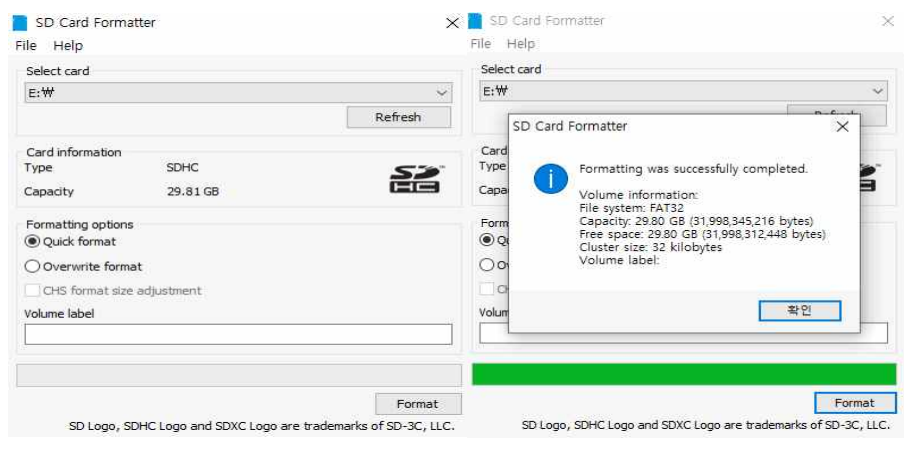 SD Card Formatter
File Help
Select card
E:₩
Refresh
Card information
Type SDHC
Capacity 29.81 GB
SD HC
Formatting options
Quick format
Overwrite format
CHS format size adjustment
Volume label
Format
SD Logo, SDHC Logo and SDXC Logo are trademarks of SD-3C, LLC.
SD Card Formatter
File Help
Select card
E:₩
SD Card Formatter
Card
Type
Formatting was successfully completed.
Volume information:
File system: FAT32
Capacity: 29.80 GB (31,998,345,216 bytes)
Free space: 29.80 GB (31,998,312,448 bytes)
Cluster size: 32 kilobytes
Volume label:
확인
Format
SD Logo, SDHC Logo and SDXC Logo are trademarks of SD-3C, LLC.